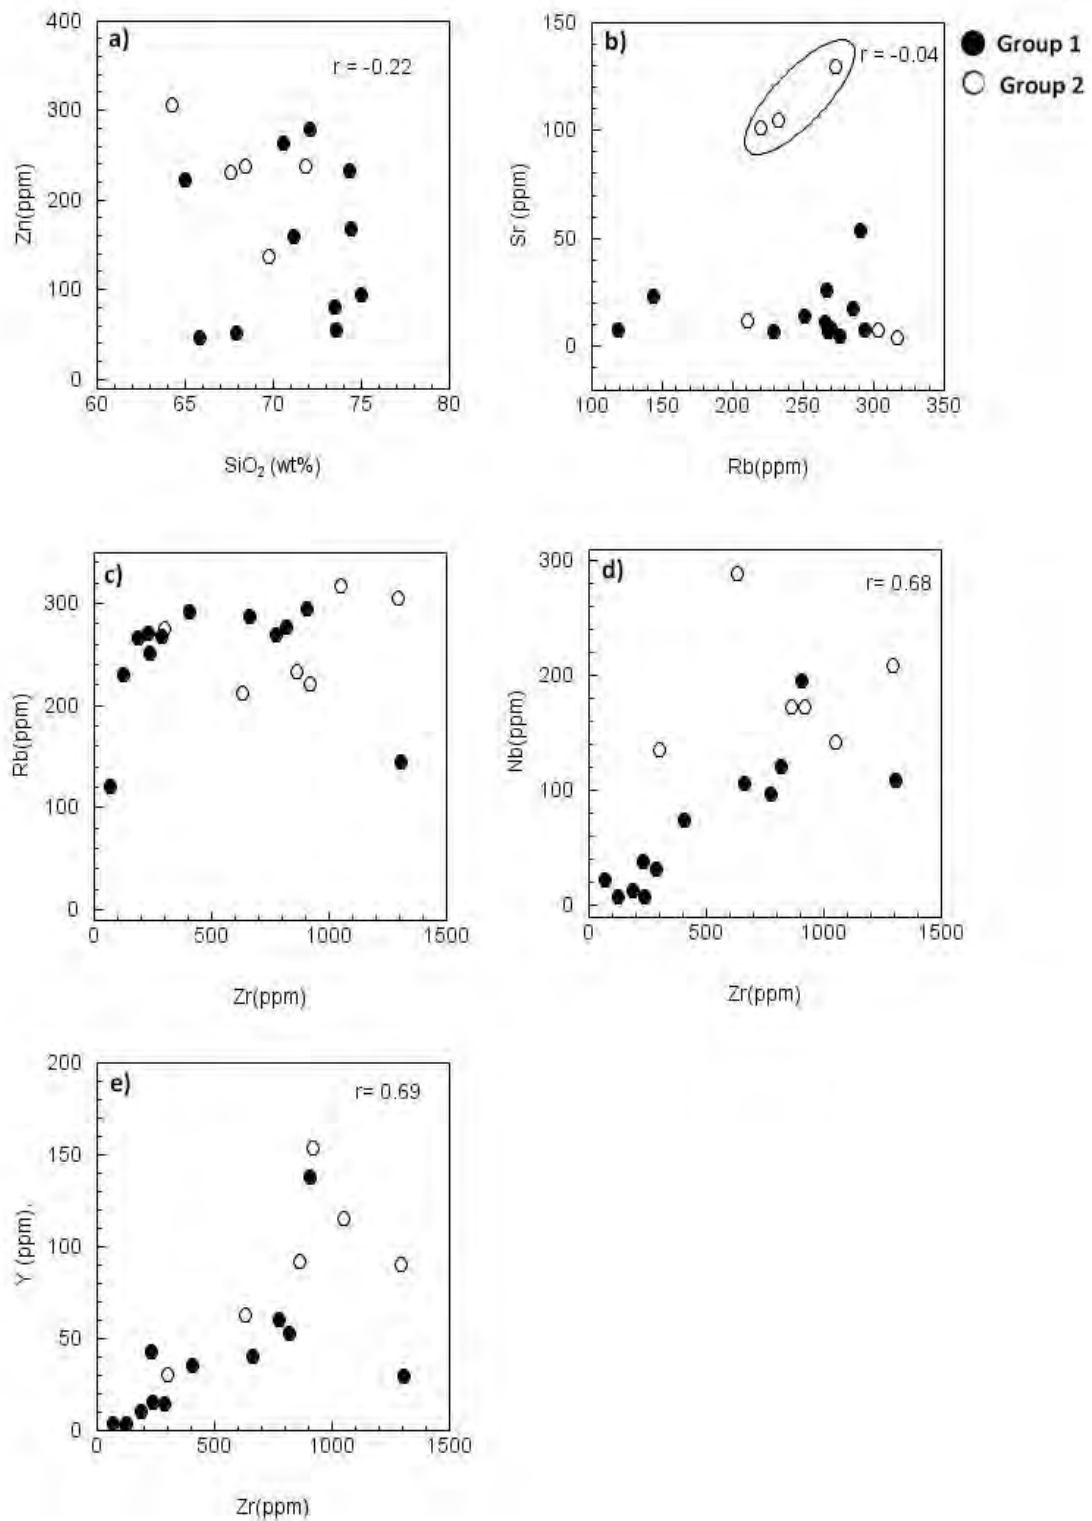 a)
r = -0.22
400
300
200
100
0
Zn(ppm)
60 65 70 75 80
SiO₂ (wt%)
b)
r = -0.04
150
100
50
0
Sr (ppm)
100 150 200 250 300 350
Rb(ppm)
Group 1
Group 2
c)
300
200
100
0
Rb(ppm)
0 500 1000 1500
Zr(ppm)
d)
r= 0.68
300
200
100
0
Nb(ppm)
0 500 1000 1500
Zr(ppm)
e)
r= 0.69
200
150
100
50
0
Y (ppm).
0 500 1000 1500
Zr(ppm)